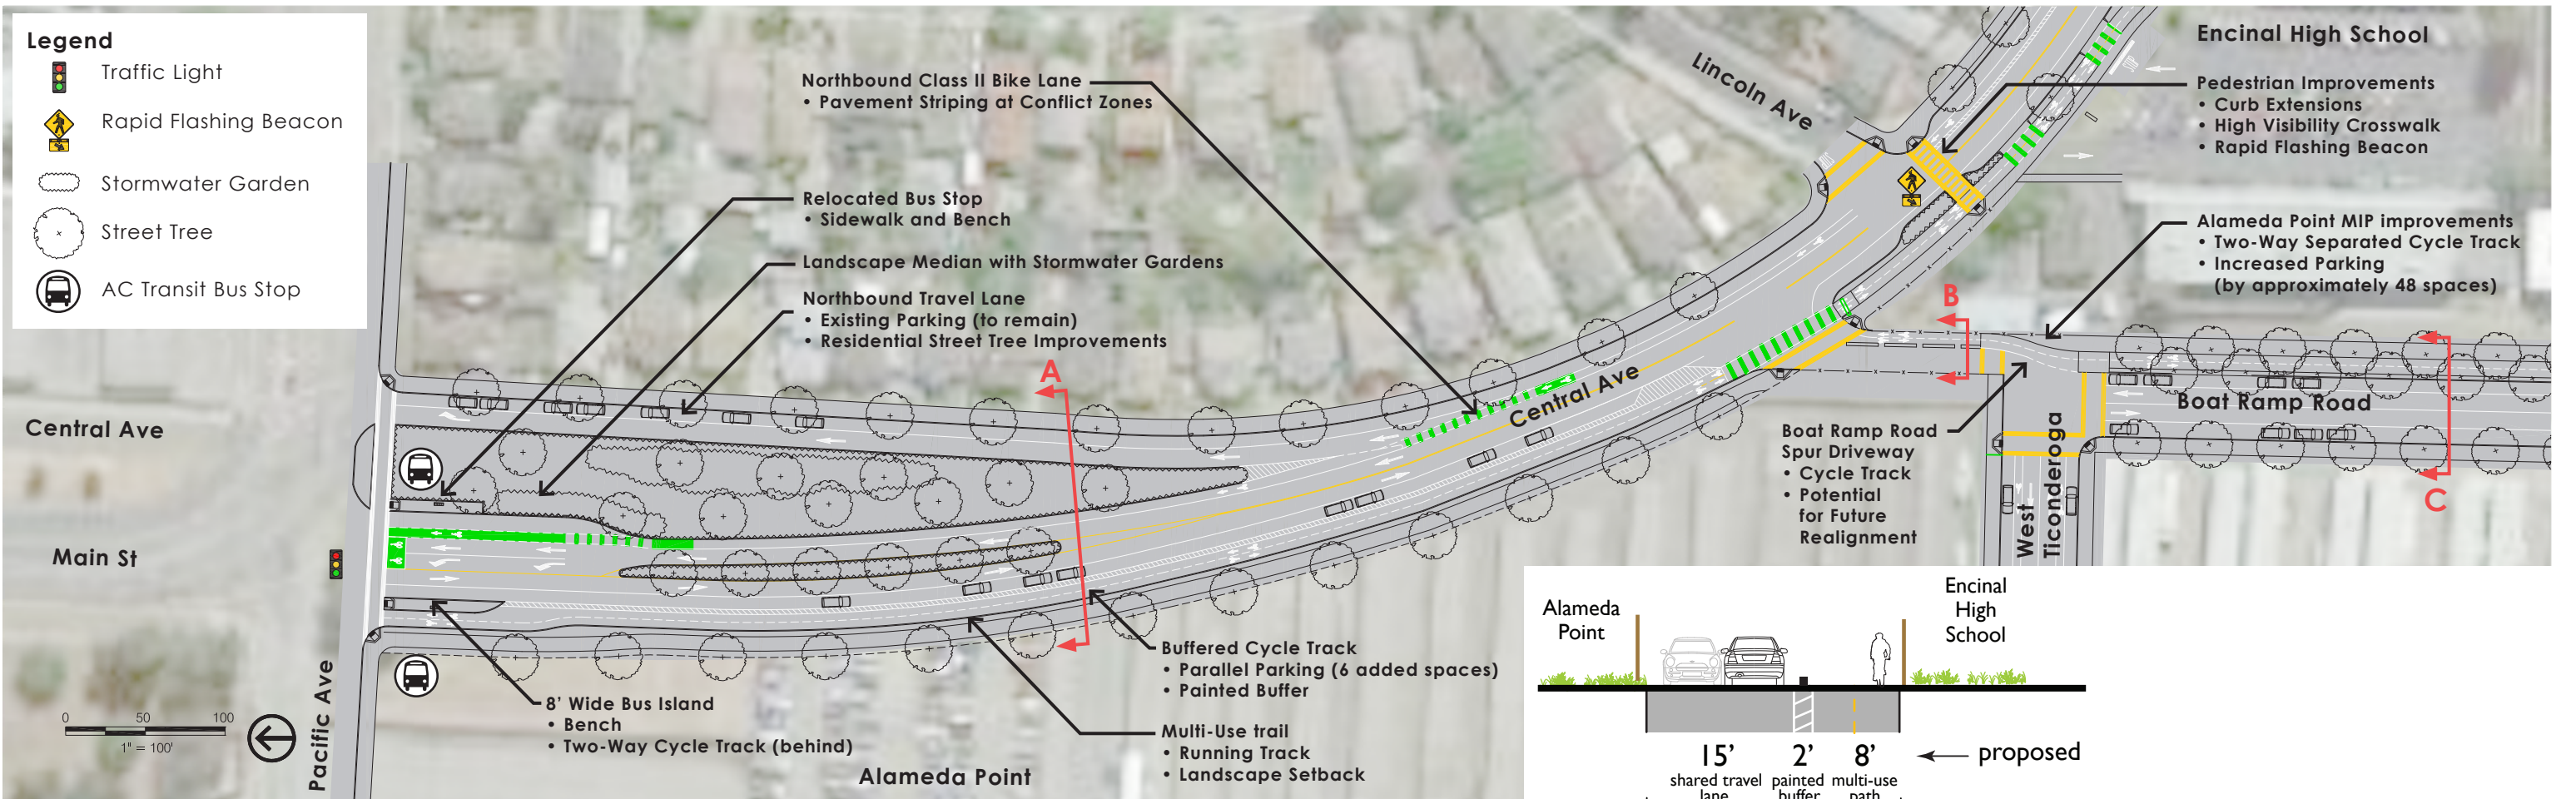 Legend
Traffic Light
Rapid Flashing Beacon
Stormwater Garden
Street Tree
AC Transit Bus Stop
Northbound Class II Bike Lane
• Pavement Striping at Conflict Zones
Relocated Bus Stop
• Sidewalk and Bench
Landscape Median with Stormwater Gardens
Northbound Travel Lane
• Existing Parking (to remain)
• Residential Street Tree Improvements
Lincoln Ave
Encinal High School
Pedestrian Improvements
• Curb Extensions
• High Visibility Crosswalk
• Rapid Flashing Beacon
Alameda Point MIP improvements
• Two-Way Separated Cycle Track
• Increased Parking
(by approximately 48 spaces)
A
B
C
Central Ave
Central Ave
Main St
Boat Ramp Road
Boat Ramp Road
Spur Driveway
• Cycle Track
• Potential
for Future
Realignment
West
Ticonderoga
Buffered Cycle Track
• Parallel Parking (6 added spaces)
• Painted Buffer
Multi-Use trail
• Running Track
• Landscape Setback
8' Wide Bus Island
• Bench
• Two-Way Cycle Track (behind)
Pacific Ave
Alameda Point
0 50 100
1" = 100'
Alameda
Point
Encinal
High
School
15' 2' 8' proposed
shared travel painted multi-use
lane buffer path